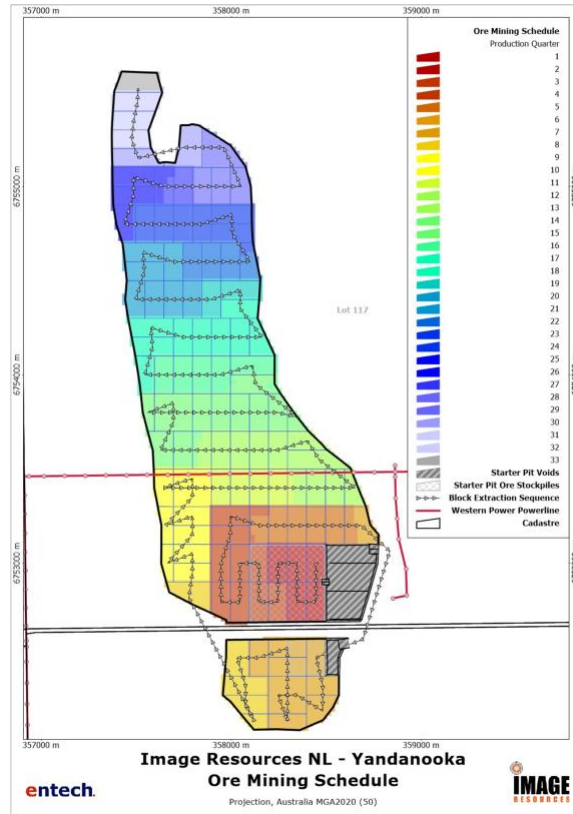 357000 m
358000 m
359000 m
Ore Mining Schedule
Production Quarter
1
2
3
4
5
6
7
8
9
10
11
12
13
14
15
16
17
18
19
20
21
22
23
24
25
26
27
28
29
30
31
32
33
Starter Pit Voids
Starter Pit Ore Stockpiles
Block Extraction Sequence
Western Power Powerline
Cadastre
6755000 m
Lot 117
6754000 m
6753000 m
357000 m
358000 m
359000 m
Image Resources NL - Yandanooka
Ore Mining Schedule
Projection, Australia MGA2020 (50)
entech.
IMAGE
RESOURCES